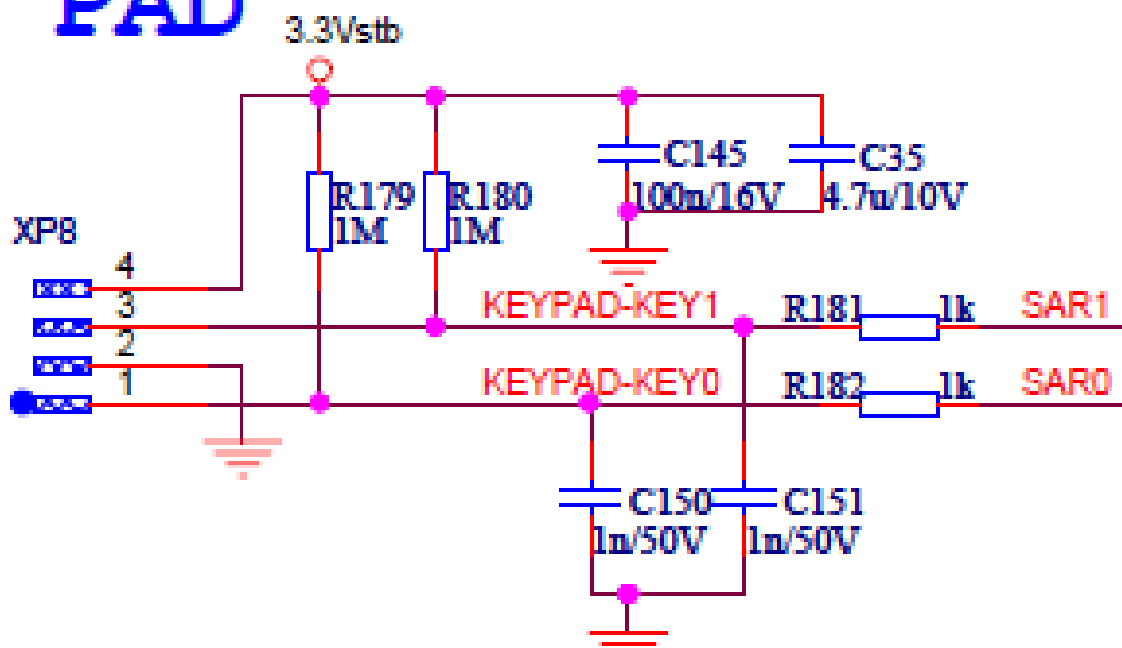 PAD
3.3Vstb
C145
100n/16V
C35
4.7u/10V
R179
1M
R180
1M
XP8
4
3
2
1
KEYPAD-KEY1
R181
1k
SAR1
KEYPAD-KEY0
R182
1k
SAR0
C150
1n/50V
C151
1n/50V